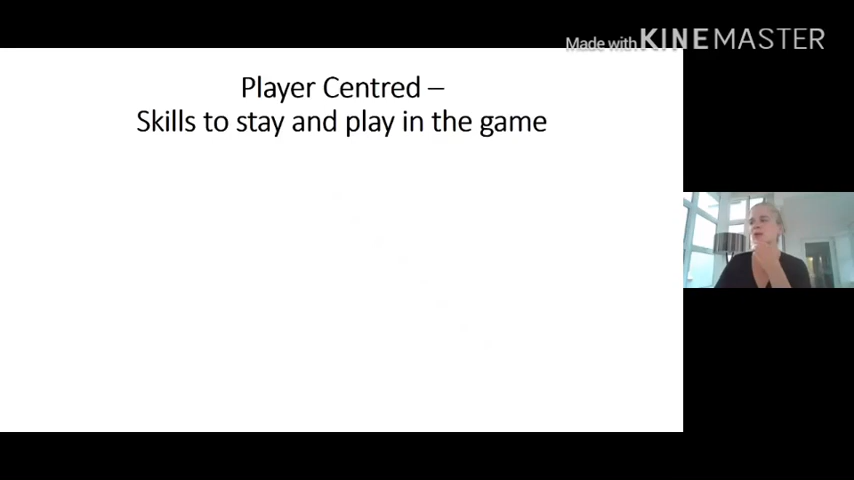 Made with KINEMASTER
Player Centred –
Skills to stay and play in the game